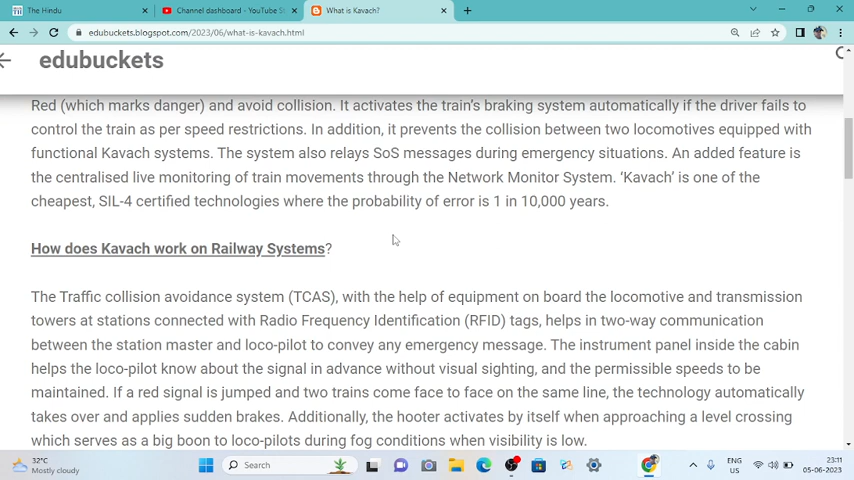 The Hindu
Channel dashboard - YouTube St
What is Kavach?
edubuckets.blogspot.com/2023/06/what-is-kavach.html
edubuckets
Red (which marks danger) and avoid collision. It activates the train's braking system automatically if the driver fails to
control the train as per speed restrictions. In addition, it prevents the collision between two locomotives equipped with
functional Kavach systems. The system also relays SoS messages during emergency situations. An added feature is
the centralised live monitoring of train movements through the Network Monitor System. ‘Kavach’ is one of the
cheapest, SIL-4 certified technologies where the probability of error is 1 in 10,000 years.
How does Kavach work on Railway Systems?
The Traffic collision avoidance system (TCAS), with the help of equipment on board the locomotive and transmission
towers at stations connected with Radio Frequency Identification (RFID) tags, helps in two-way communication
between the station master and loco-pilot to convey any emergency message. The instrument panel inside the cabin
helps the loco-pilot know about the signal in advance without visual sighting, and the permissible speeds to be
maintained. If a red signal is jumped and two trains come face to face on the same line, the technology automatically
takes over and applies sudden brakes. Additionally, the hooter activates by itself when approaching a level crossing
which serves as a big boon to loco-pilots during fog conditions when visibility is low.
32°C
Mostly cloudy
Search
ENG
US
23:11
05-06-2023